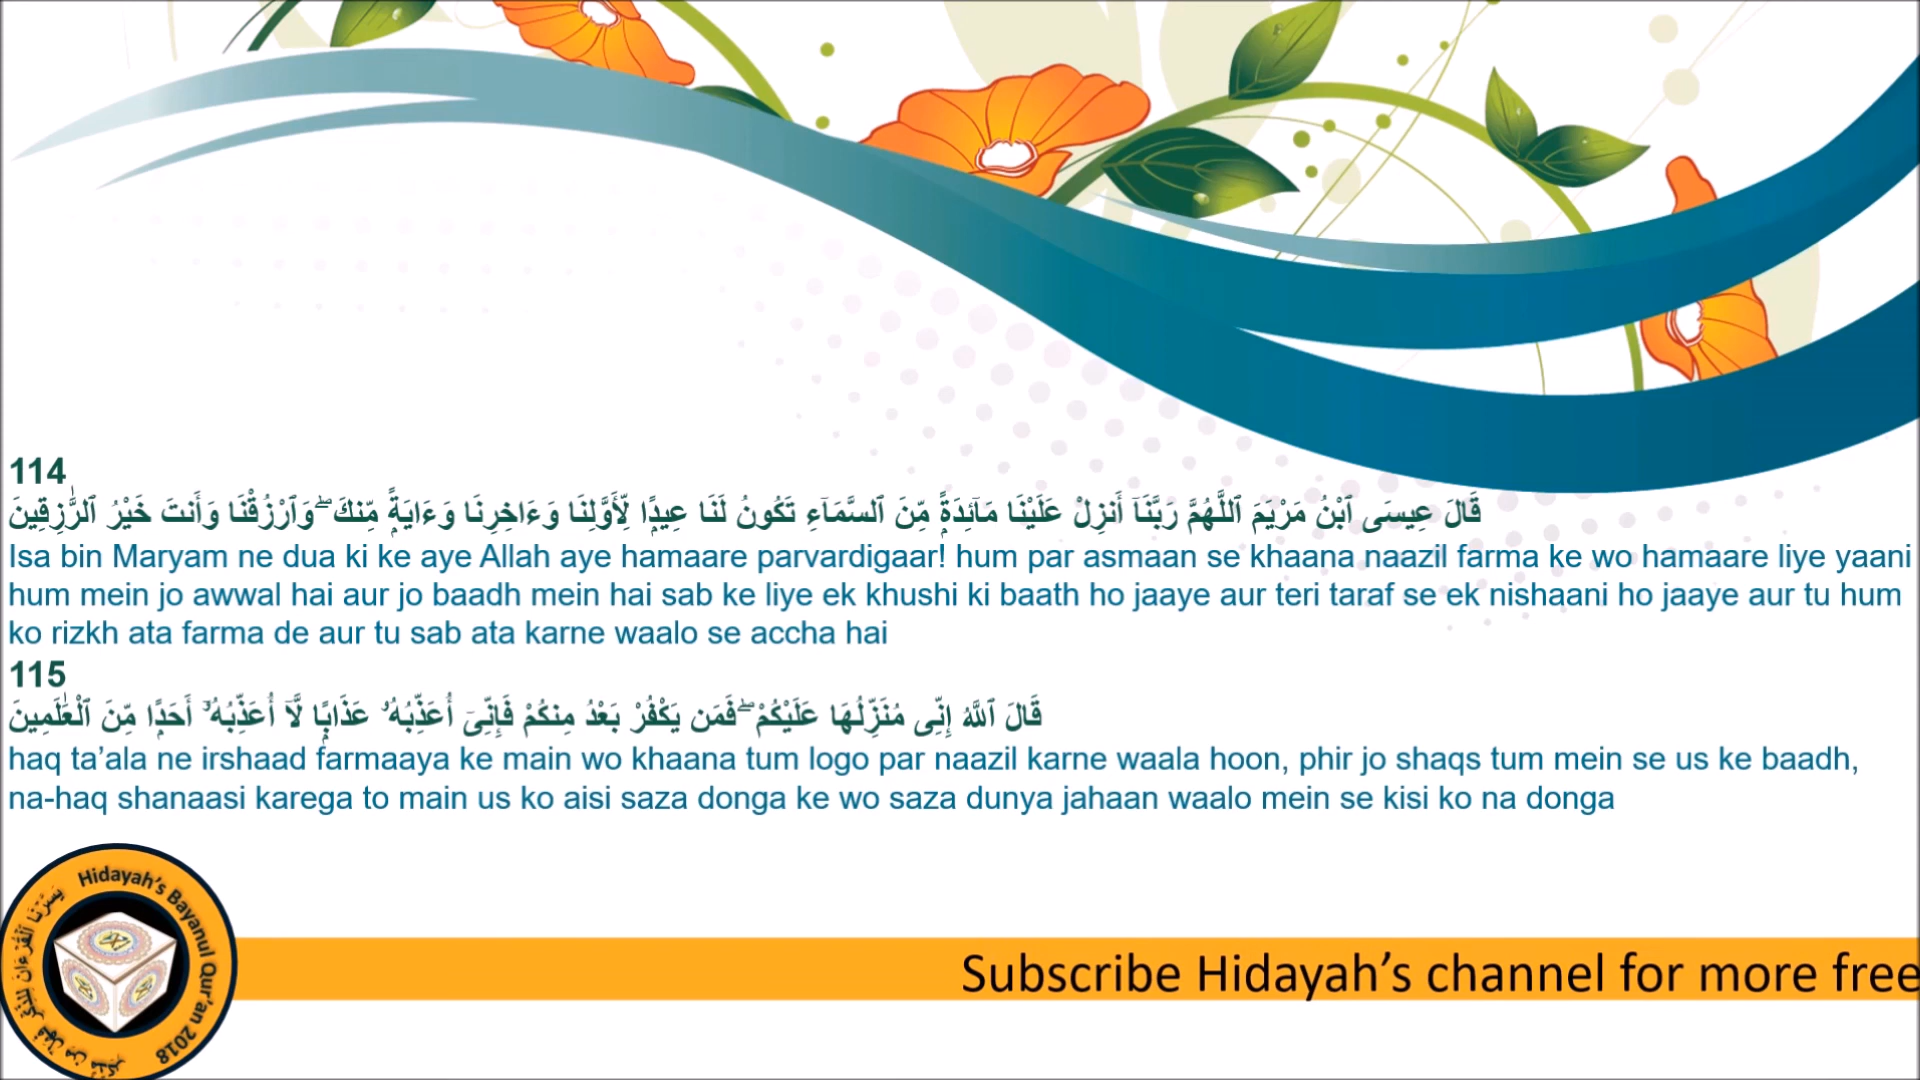 114
قَالَ عِيسَى ٱبْنُ مَرْيَمَ ٱللَّهُمَّ رَبَّنَآ أَنزِلْ عَلَيْنَا مَآئِدَةًۭ مِّنَ ٱلسَّمَآءِ تَكُونُ لَنَا عِيدًۭا لِّأَوَّلِنَا وَءَاخِرِنَا وَءَايَةًۭ مِّنكَ ۖ وَٱرْزُقْنَا وَأَنتَ خَيْرُ ٱلرَّٰزِقِينَ
Isa bin Maryam ne dua ki ke aye Allah aye hamaare parvardigaar! hum par asmaan se khaana naazil farma ke wo hamaare liye yaani
hum mein jo awwal hai aur jo baadh mein hai sab ke liye ek khushi ki baath ho jaaye aur teri taraf se ek nishaani ho jaaye aur tu hum
ko rizkh ata farma de aur tu sab ata karne waalo se accha hai
115
قَالَ ٱللَّهُ إِنِّى مُنَزِّلُهَا عَلَيْكُمْ ۖ فَمَن يَكْفُرْ بَعْدُ مِنكُمْ فَإِنِّىٓ أُعَذِّبُهُۥ عَذَابًۭا لَّآ أُعَذِّبُهُۥٓ أَحَدًۭا مِّنَ ٱلْعَٰلَمِينَ
haq ta’ala ne irshaad farmaaya ke main wo khaana tum logo par naazil karne waala hoon, phir jo shaqs tum mein se us ke baadh,
na-haq shanaasi karega to main us ko aisi saza donga ke wo saza dunya jahaan waalo mein se kisi ko na donga
Hidayah’s Bayanul Qur’an 2018
يَسَّرْنَا ٱلْقُرْءَانَ لِلذِّكْرِ فَهَلْ مِن مُّدَّكِرٍ
Subscribe Hidayah’s channel for more free